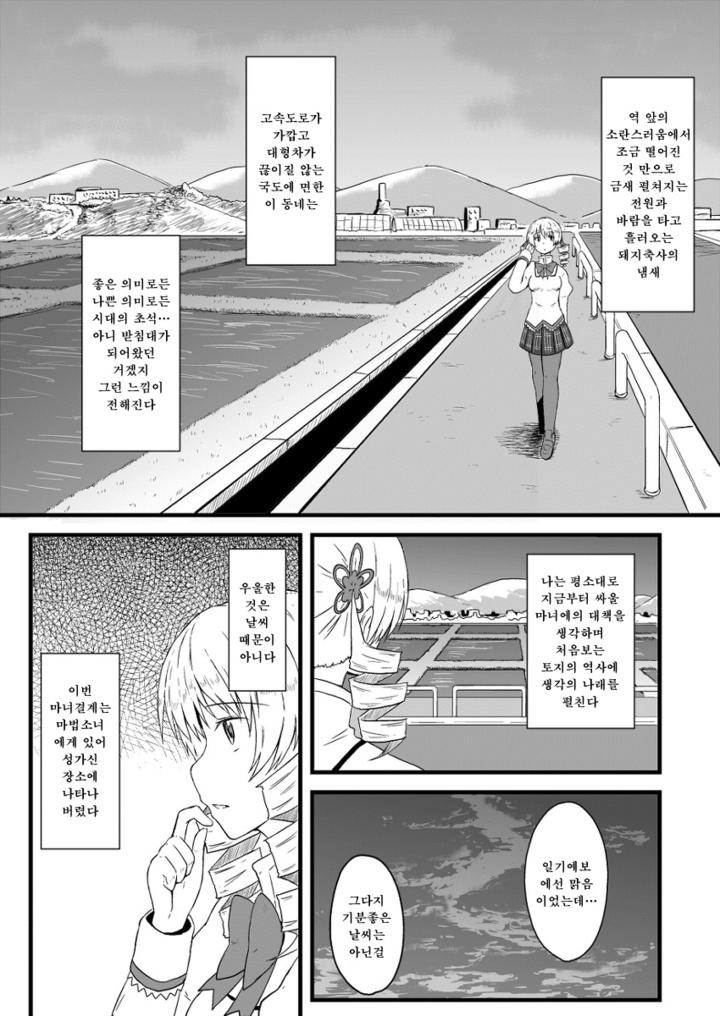 역 앞의
소란스러움에서
조금 떨어진
것 만으로
금새 펼쳐지는
전원과
바람을 타고
흘러오는
돼지축사의
냄새
고속도로가
가깝고
대형차가
끊이질 않는
국도에 면한
이 동네는
좋은 의미로든
나쁜 의미로든
시대의 초석…
아니 받침대가
되어왔던
거겠지
그런 느낌이
전해진다
나는 평소대로
지금부터 싸울
마녀에의 대책을
생각하며
처음보는
토지의 역사에
생각의 나래를
펼친다
일기예보
에선 맑음
이었는데…
그다지
기분좋은
날씨는
아닌걸
우울한
것은
날씨
때문이
아니다
이번
마녀결계는
마법소녀
에게 있어
성가신
장소에
나타나
버렸다